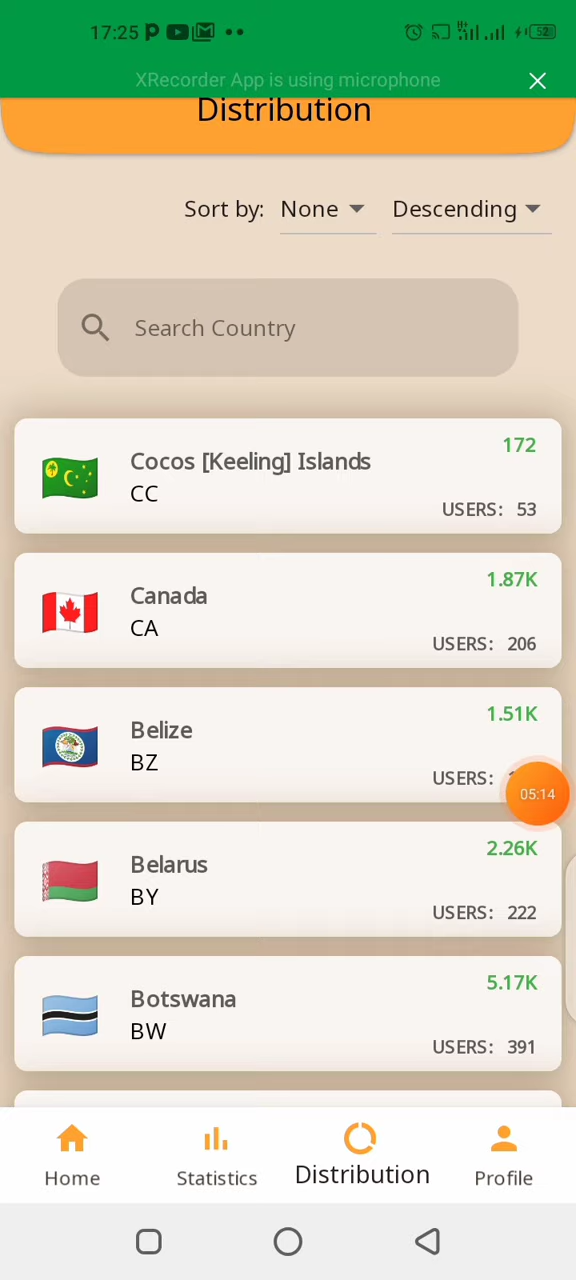 17:25
XRecorder App is using microphone
Distribution
Sort by: None Descending
Search Country
Cocos [Keeling] Islands
172
CC
USERS: 53
Canada
1.87K
CA
USERS: 206
Belize
1.51K
BZ
USERS:
05:14
Belarus
2.26K
BY
USERS: 222
Botswana
5.17K
BW
USERS: 391
Home
Statistics
Distribution
Profile